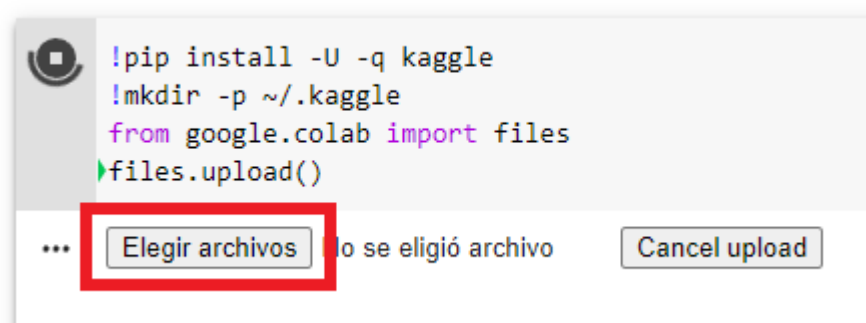 !pip install -U -q kaggle
!mkdir -p ~/.kaggle
from google.colab import files
files.upload()
Elegir archivos No se eligió archivo Cancel upload